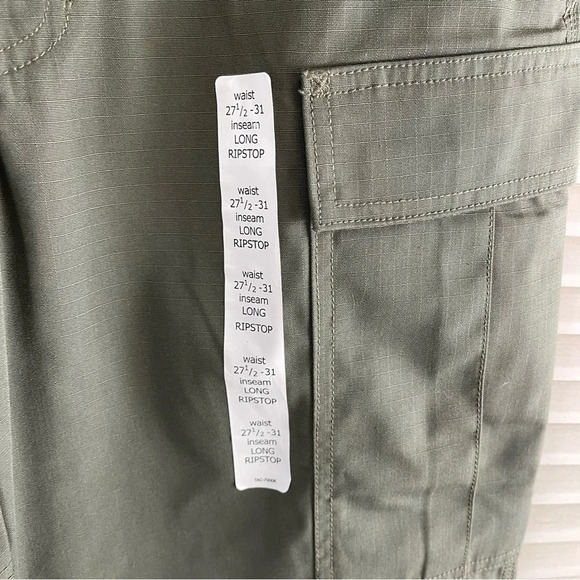 waist
27 1/2 -31
inseam
LONG
RIPSTOP
waist
27 1/2 -31
inseam
LONG
RIPSTOP
waist
27 1/2 -31
inseam
LONG
RIPSTOP
waist
27 1/2 -31
inseam
LONG
RIPSTOP
waist
27 1/2 -31
inseam
LONG
RIPSTOP